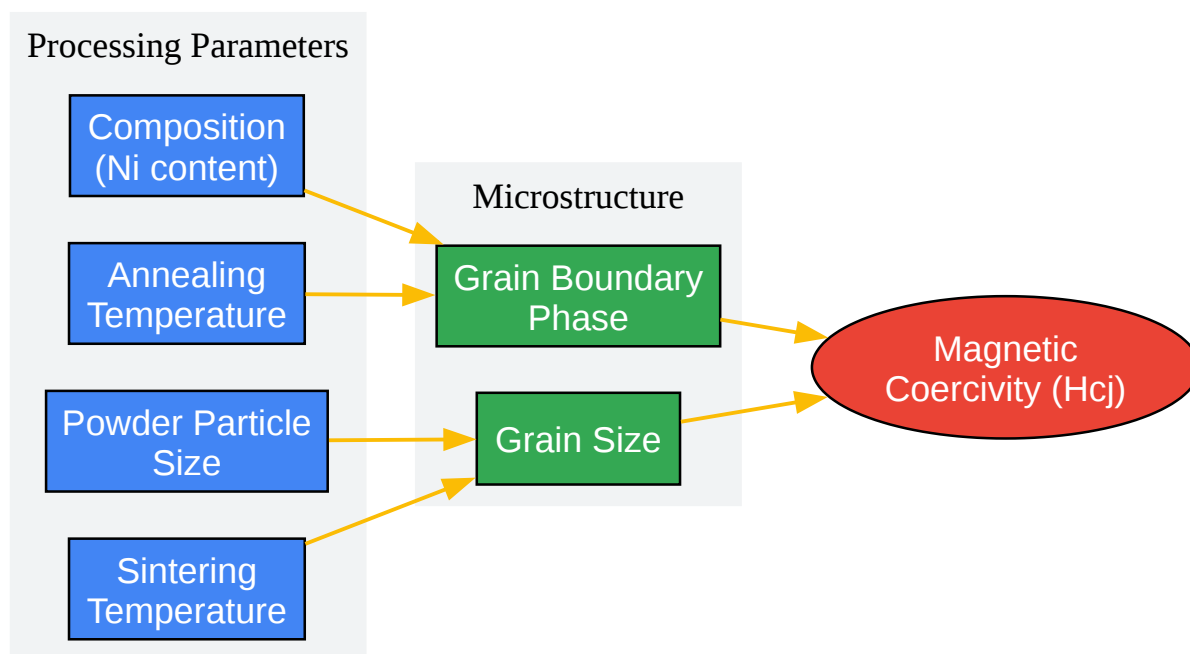 Processing Parameters
Composition
(Ni content)
Annealing
Temperature
Powder Particle
Size
Sintering
Temperature
Microstructure
Grain Boundary
Phase
Grain Size
Magnetic
Coercivity (Hcj)